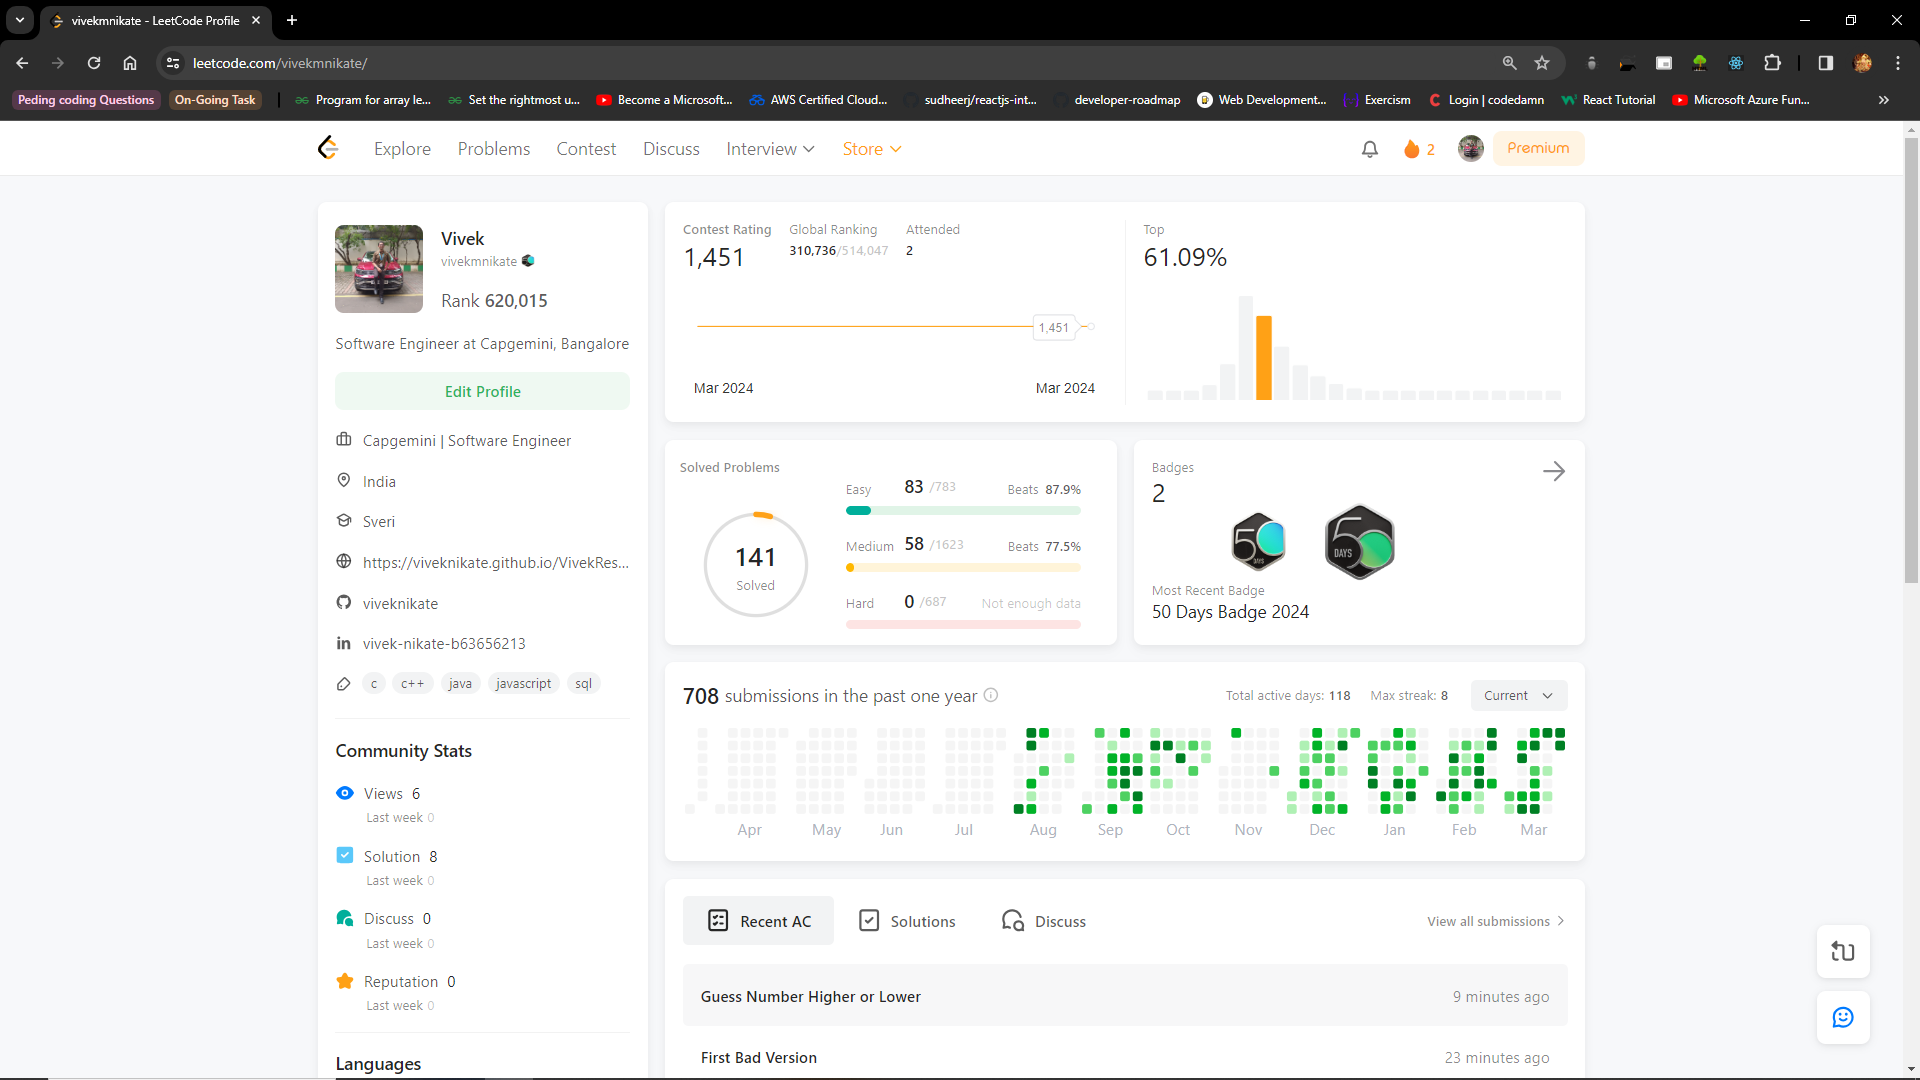 vivekmnikate - LeetCode Profile
leetcode.com/vivekmnikate/
Peding coding Questions
On-Going Task
Program for array le...
Set the rightmost u...
Become a Microsoft...
AWS Certified Cloud...
sudheerj/reactjs-int...
developer-roadmap
Web Development...
Exercism
Login | codedamn
React Tutorial
Microsoft Azure Fun...
Explore Problems Contest Discuss Interview Store
2
Premium
Vivek
vivekmnikate
Rank 620,015
Software Engineer at Capgemini, Bangalore
Edit Profile
Capgemini | Software Engineer
India
Sveri
https://viveknikate.github.io/VivekRes...
viveknikate
vivek-nikate-b63656213
c c++ java javascript sql
Community Stats
Views 6
Last week 0
Solution 8
Last week 0
Discuss 0
Last week 0
Reputation 0
Last week 0
Languages
Contest Rating
1,451
Global Ranking
310,736/514,047
Attended
2
1,451
Mar 2024 Mar 2024
Top
61.09%
Solved Problems
141
Solved
Easy 83 /783 Beats 87.9%
Medium 58 /1623 Beats 77.5%
Hard 0 /687 Not enough data
Badges
2
50
DAYS
50
DAYS
Most Recent Badge
50 Days Badge 2024
708 submissions in the past one year
Total active days: 118 Max streak: 8 Current
Apr May Jun Jul Aug Sep Oct Nov Dec Jan Feb Mar
Recent AC Solutions Discuss View all submissions
Guess Number Higher or Lower 9 minutes ago
First Bad Version 23 minutes ago